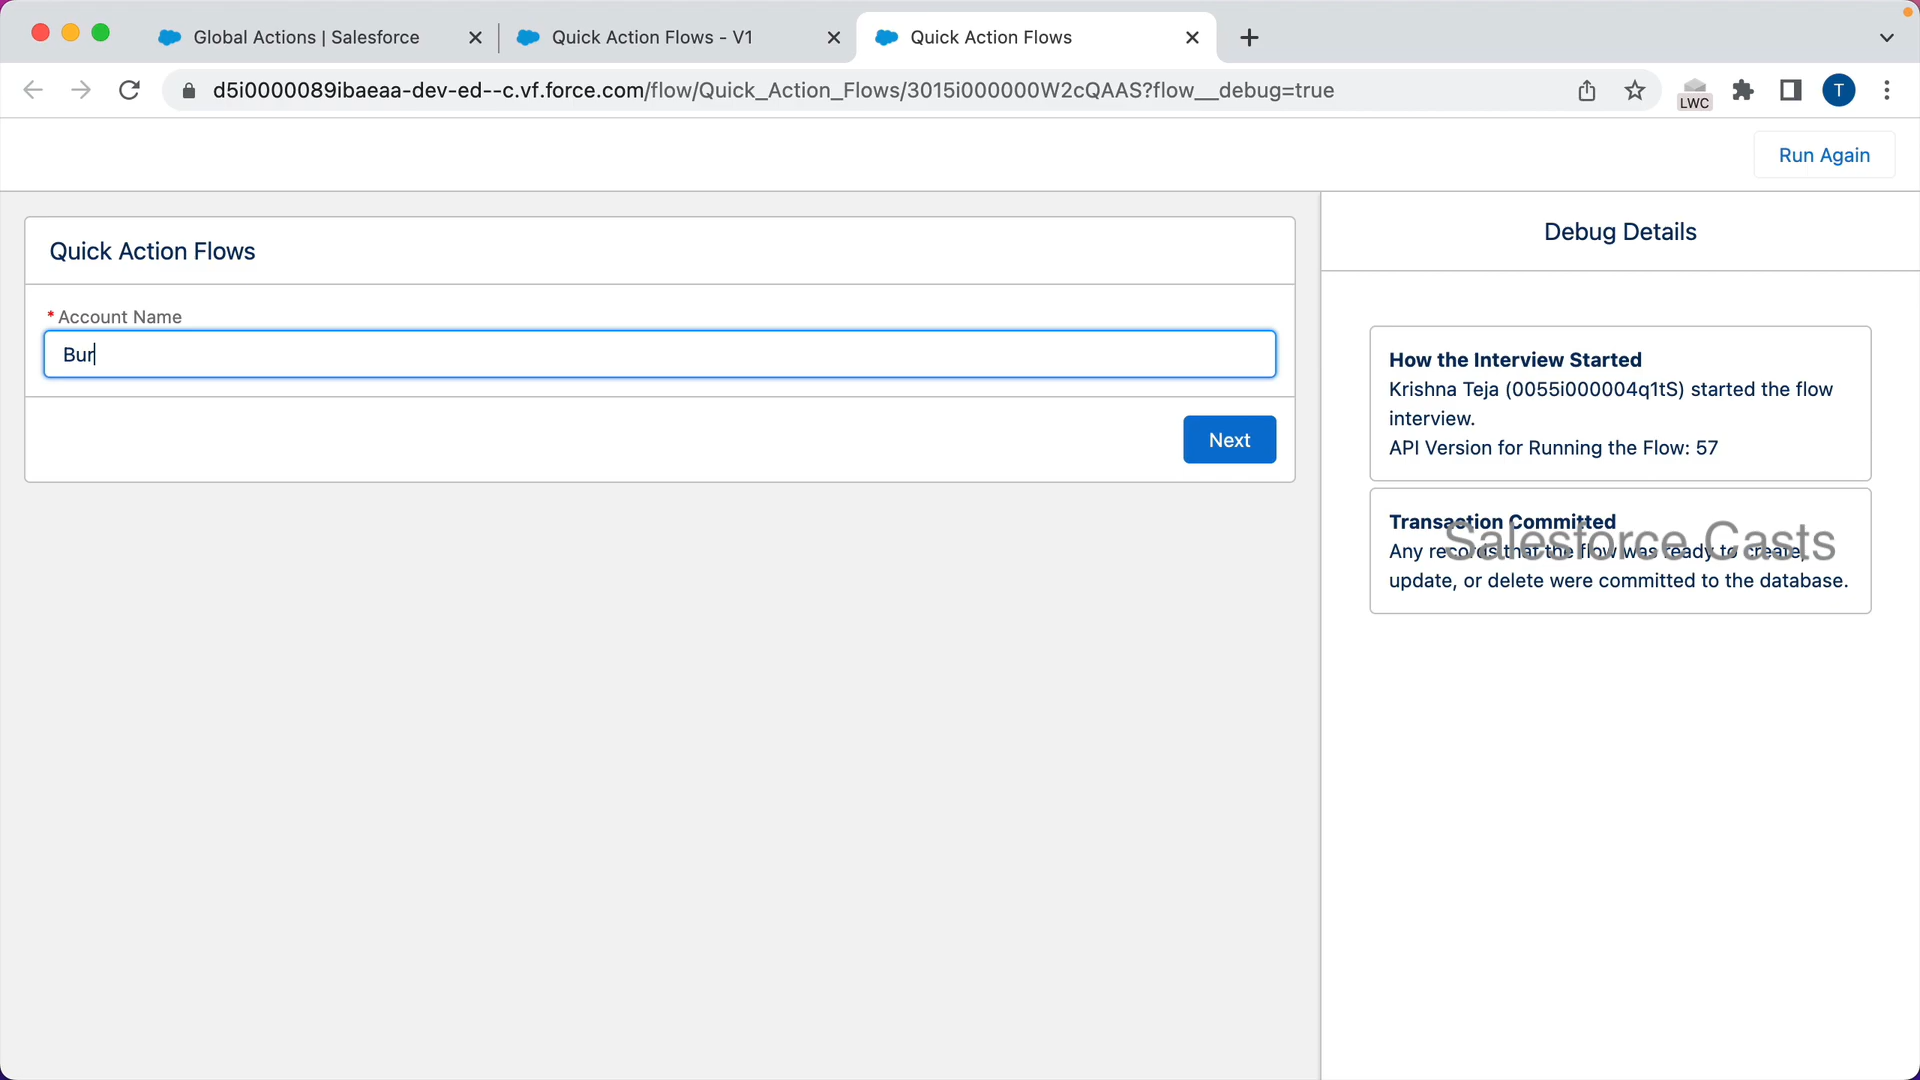 Global Actions | Salesforce
Quick Action Flows - V1
Quick Action Flows
d5i0000089ibaeaa-dev-ed--c.vf.force.com/flow/Quick_Action_Flows/3015i000000W2cQAAS?flow__debug=true
LWC
T
Run Again
Quick Action Flows
* Account Name
Bur
Next
Debug Details
How the Interview Started
Krishna Teja (0055i000004q1tS) started the flow
interview.
API Version for Running the Flow: 57
Transaction Committed
Any records that the flow was ready to create,
update, or delete were committed to the database.
Salesforce Casts